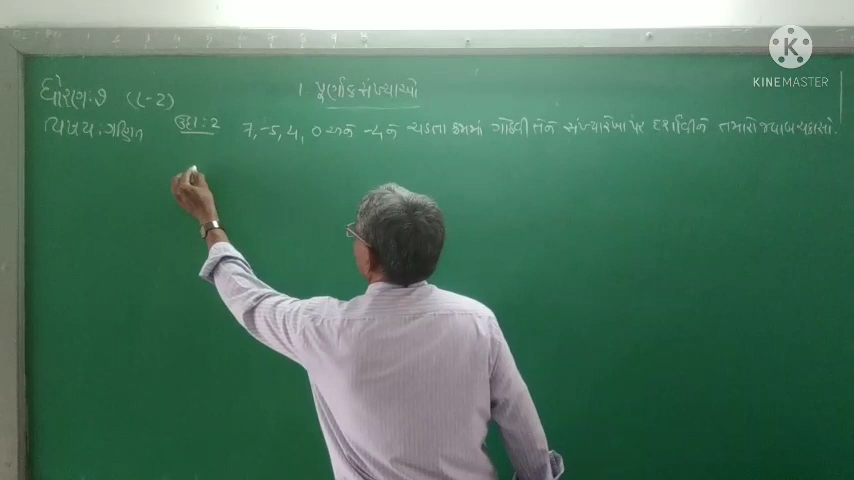 ધોરણ:૭ (L-2) 1 પૂર્ણાંક સંખ્યાઓ
વિષય: ગણિત ઉદા: 2 7, -5, 4, 0 અને -4 ને ચડતા ક્રમમાં ગોઠવી તેને સંખ્યારેખા પર દર્શાવીને તમારો જવાબ ચકાસો.
K
KINEMASTER